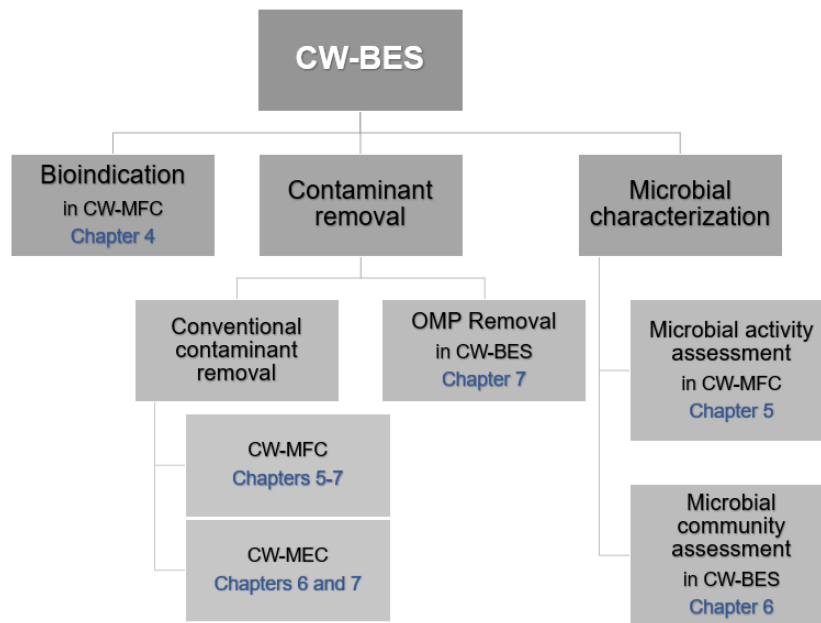 CW-BES
Bioindication
in CW-MFC
Chapter 4
Contaminant
removal
Microbial
characterization
Conventional
contaminant
removal
OMP Removal
in CW-BES
Chapter 7
CW-MFC
Chapters 5-7
CW-MEC
Chapters 6 and 7
Microbial activity
assessment
in CW-MFC
Chapter 5
Microbial
community
assessment
in CW-BES
Chapter 6